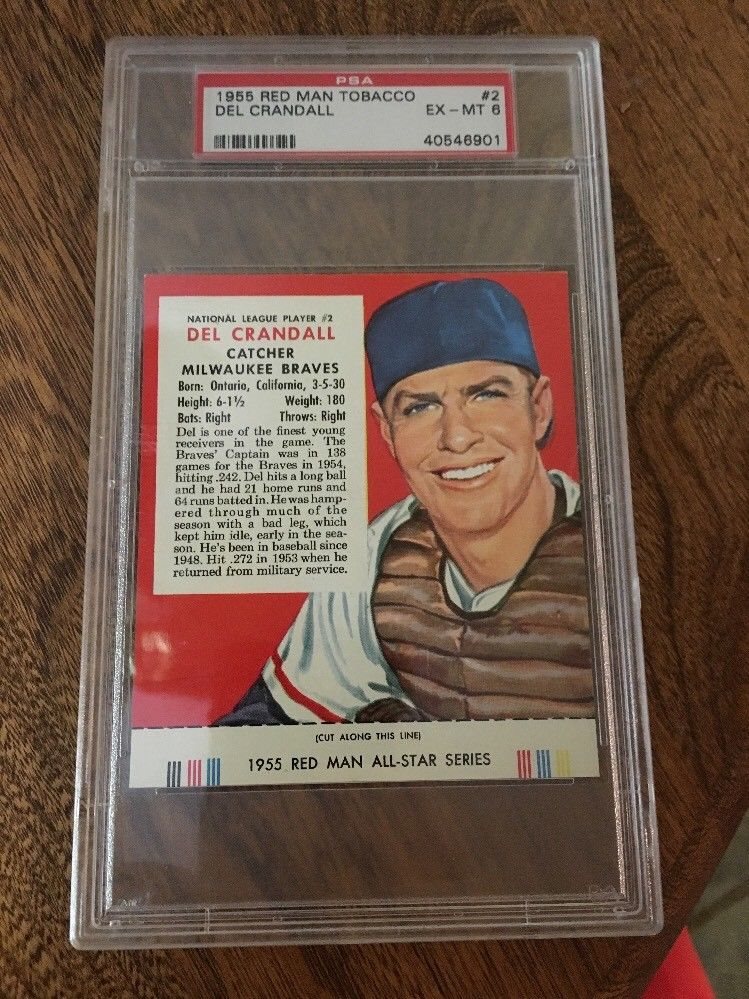 PSA
1955 RED MAN TOBACCO #2
DEL CRANDALL EX - MT 6
40546901
NATIONAL LEAGUE PLAYER #2
DEL CRANDALL
CATCHER
MILWAUKEE BRAVES
Born: Ontario, California, 3-5-30
Height: 6-1½ Weight: 180
Bats: Right Throws: Right
Del is one of the finest young
receivers in the game. The
Braves' Captain was in 138
games for the Braves in 1954,
hitting .242. Del hits a long ball
and he had 21 home runs and
64 runs batted in. He was hamp-
ered through much of the
season with a bad leg, which
kept him idle, early in the sea-
son. He's been in baseball since
1948. Hit .272 in 1953 when he
returned from military service.
(CUT ALONG THIS LINE)
1955 RED MAN ALL-STAR SERIES